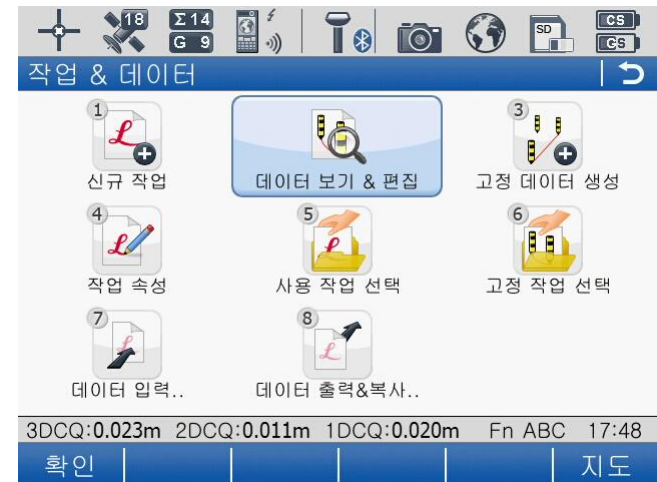 18 Σ14 SD CS
G 9 GS
작업 & 데이터
1 3
신규 작업 데이터 보기 & 편집 고정 데이터 생성
4 5 6
작업 속성 사용 작업 선택 고정 작업 선택
7 8
데이터 입력.. 데이터 출력&복사..
3DCQ:0.023m 2DCQ:0.011m 1DCQ:0.020m Fn ABC 17:48
확인 지도